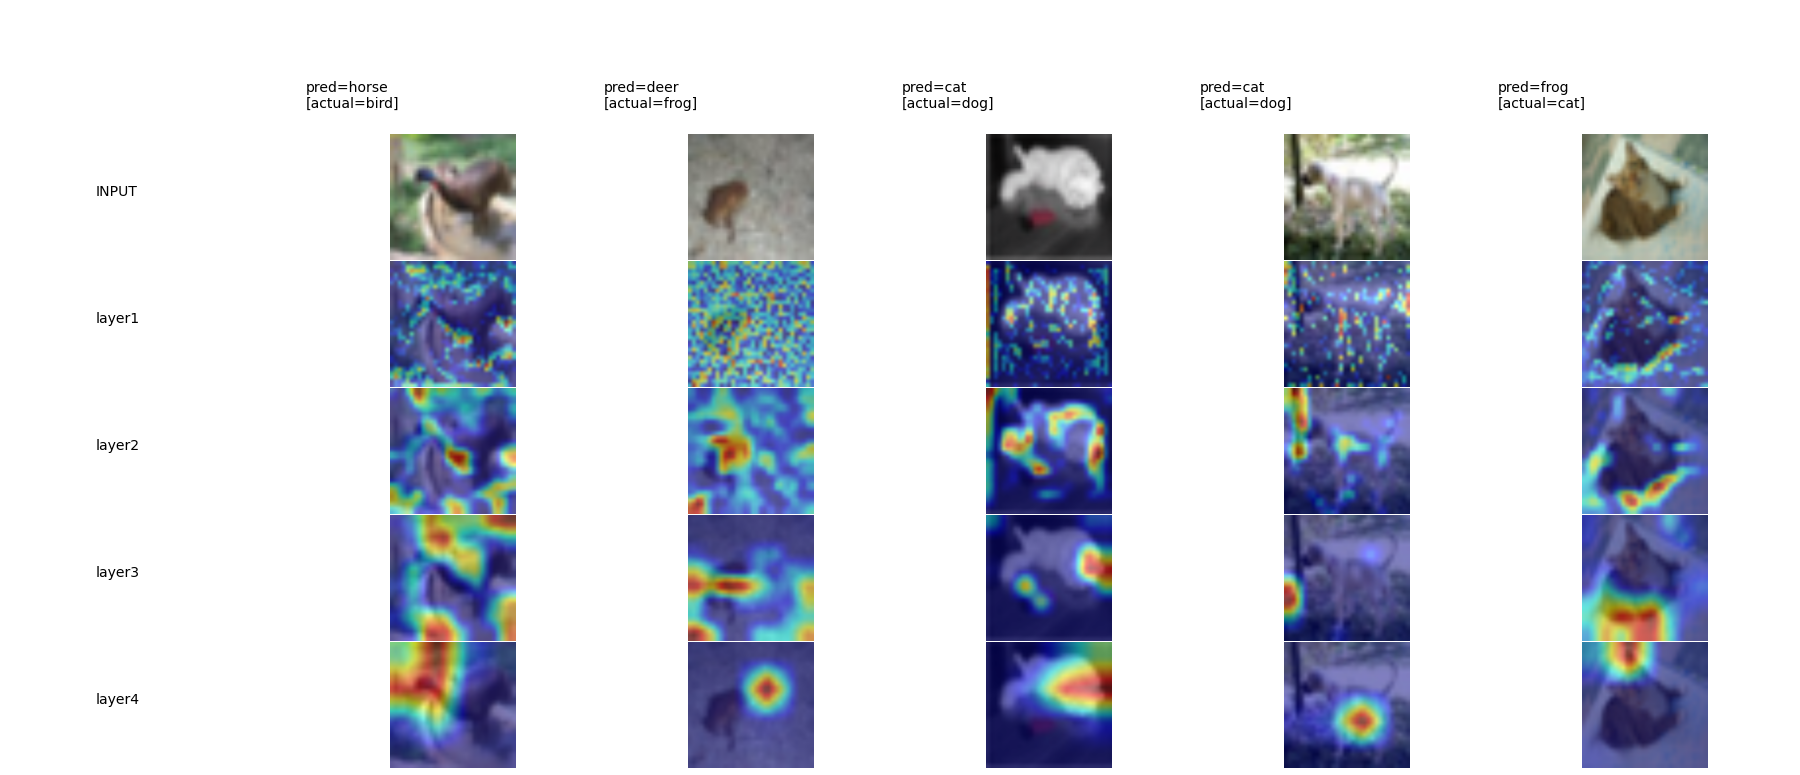 pred=horse
[actual=bird]
pred=deer
[actual=frog]
pred=cat
[actual=dog]
pred=cat
[actual=dog]
pred=frog
[actual=cat]
INPUT
layer1
layer2
layer3
layer4